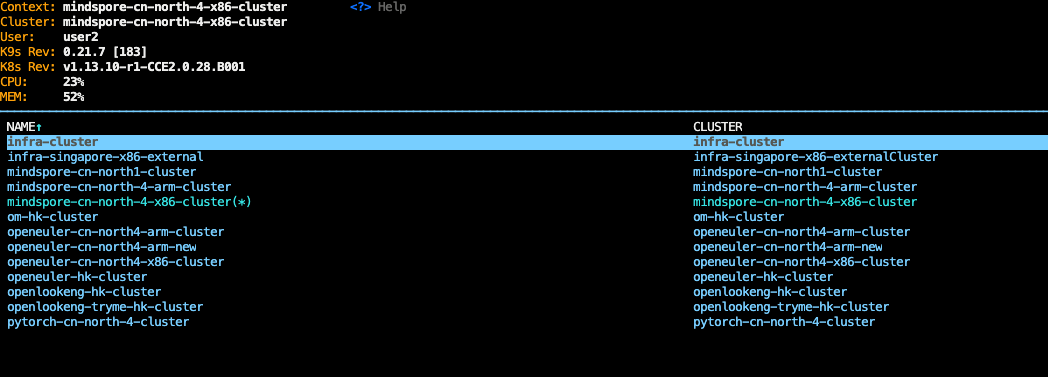 Context: mindspore-cn-north-4-x86-cluster <?> Help
Cluster: mindspore-cn-north-4-x86-cluster
User: user2
K9s Rev: 0.21.7 [183]
K8s Rev: v1.13.10-r1-CCE2.0.28.B001
CPU: 23%
MEM: 52%
NAME↑ CLUSTER
infra-cluster infra-cluster
infra-singapore-x86-external infra-singapore-x86-externalCluster
mindspore-cn-north1-cluster mindspore-cn-north1-cluster
mindspore-cn-north-4-arm-cluster mindspore-cn-north-4-arm-cluster
mindspore-cn-north-4-x86-cluster(*) mindspore-cn-north-4-x86-cluster
om-hk-cluster om-hk-cluster
openeuler-cn-north4-arm-cluster openeuler-cn-north4-arm-cluster
openeuler-cn-north4-arm-new openeuler-cn-north4-arm-new
openeuler-cn-north4-x86-cluster openeuler-cn-north4-x86-cluster
openeuler-hk-cluster openeuler-hk-cluster
openlookeng-hk-cluster openlookeng-hk-cluster
openlookeng-tryme-hk-cluster openlookeng-tryme-hk-cluster
pytorch-cn-north-4-cluster pytorch-cn-north-4-cluster